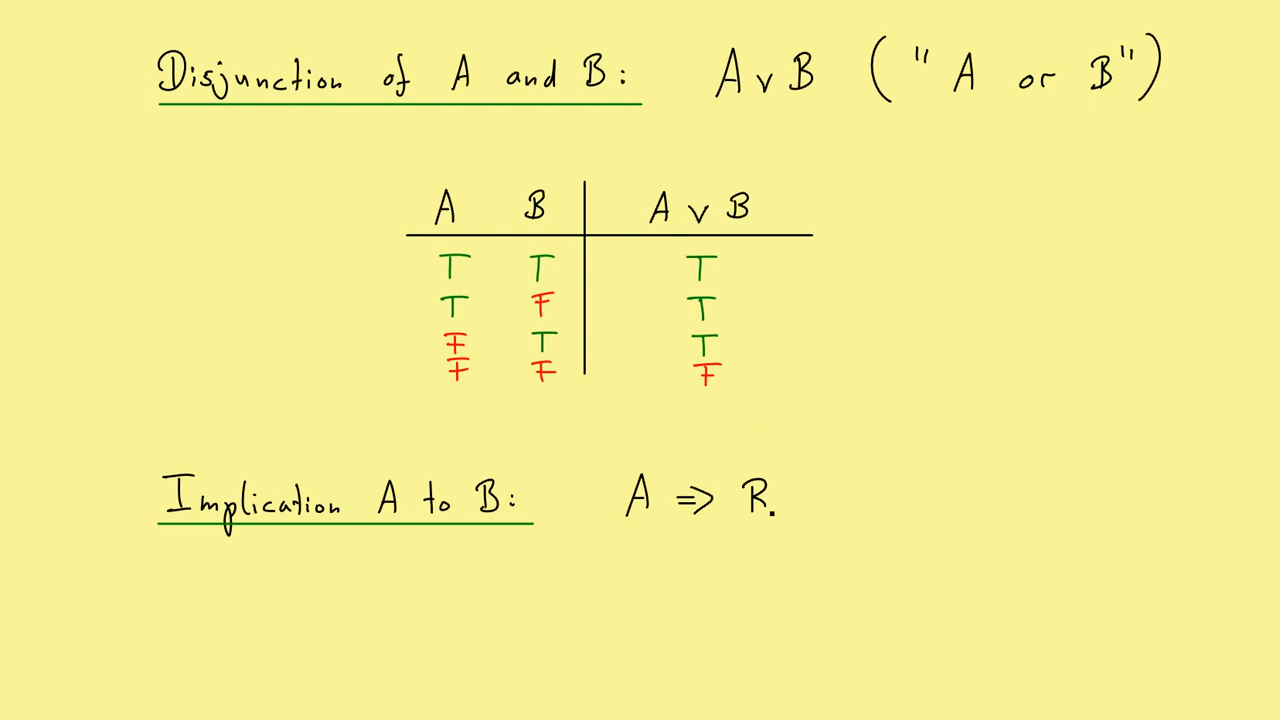 Disjunction of A and B: A ∨ B ("A or B")
A B A ∨ B
T T T
T F T
F T T
F F F
Implication A to B: A ⇒ R.